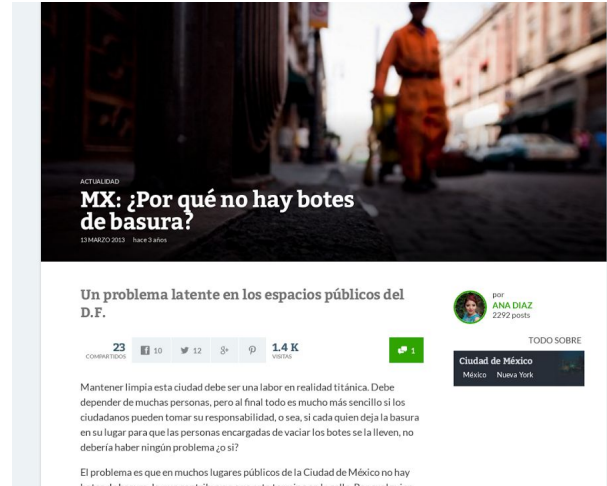 ACTUALIDAD
MX: ¿Por qué no hay botes
de basura?
13 MARZO 2013 hace 3 años
Un problema latente en los espacios públicos del
D.F.
23
COMPARTIDOS
10
12
1.4 K
VISITAS
1
Mantener limpia esta ciudad debe ser una labor en realidad titánica. Debe
depender de muchas personas, pero al final todo es mucho más sencillo si los
ciudadanos pueden tomar su responsabilidad, o sea, si cada quien deja la basura
en su lugar para que las personas encargadas de vaciar los botes se la lleven, no
debería haber ningún problema ¿o si?
El problema es que en muchos lugares públicos de la Ciudad de México no hay
por
ANA DIAZ
2292 posts
TODO SOBRE
Ciudad de México
México Nueva York